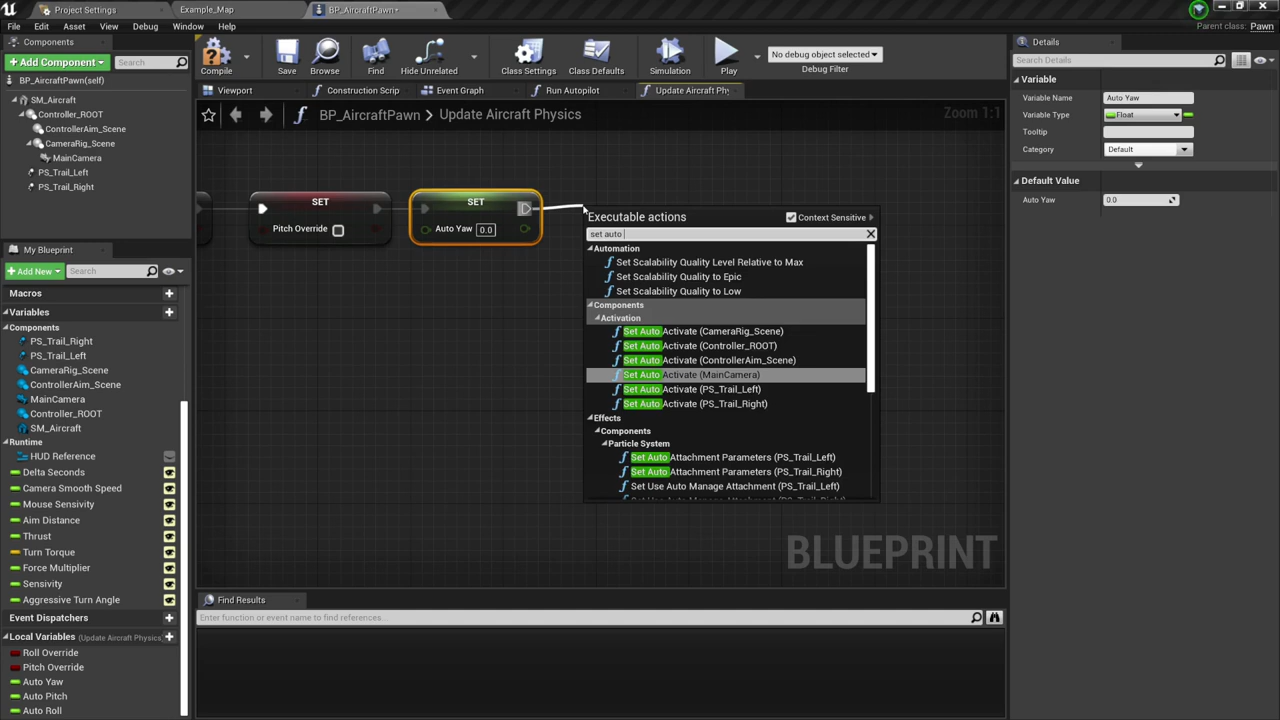 Project Settings
Example_Map
BP_AircraftPawn*
Parent class: Pawn
File Edit Asset View Debug Window Help
Components
Details
+ Add Component
Search
Compile
Save
Browse
Find
Hide Unrelated
Class Settings
Class Defaults
Simulation
Play
No debug object selected
Debug Filter
Search Details
BP_AircraftPawn(self)
Viewport
Construction Scrip
Event Graph
Run Autopilot
Update Aircraft Phy
Variable
Variable Name Auto Yaw
Variable Type Float
Tooltip
Category Default
Default Value
Auto Yaw 0.0
SM_Aircraft
Controller_ROOT
ControllerAim_Scene
CameraRig_Scene
MainCamera
PS_Trail_Left
PS_Trail_Right
BP_AircraftPawn
Update Aircraft Physics
Zoom 1:1
SET
Pitch Override
SET
Auto Yaw 0.0
Executable actions
Context Sensitive
set auto
Automation
Set Scalability Quality Level Relative to Max
Set Scalability Quality to Epic
Set Scalability Quality to Low
Components
Activation
Set Auto Activate (CameraRig_Scene)
Set Auto Activate (Controller_ROOT)
Set Auto Activate (ControllerAim_Scene)
Set Auto Activate (MainCamera)
Set Auto Activate (PS_Trail_Left)
Set Auto Activate (PS_Trail_Right)
Effects
Components
Particle System
Set Auto Attachment Parameters (PS_Trail_Left)
Set Auto Attachment Parameters (PS_Trail_Right)
Set Use Auto Manage Attachment (PS_Trail_Left)
Set Use Auto Manage Attachment (PS_Trail_Right)
BLUEPRINT
My Blueprint
+ Add New
Search
Macros
Variables
Components
PS_Trail_Right
PS_Trail_Left
CameraRig_Scene
ControllerAim_Scene
MainCamera
Controller_ROOT
SM_Aircraft
Runtime
HUD Reference
Delta Seconds
Camera Smooth Speed
Mouse Sensivity
Aim Distance
Thrust
Turn Torque
Force Multiplier
Sensivity
Aggressive Turn Angle
Event Dispatchers
Local Variables (Update Aircraft Physics)
Roll Override
Pitch Override
Auto Yaw
Auto Pitch
Auto Roll
Find Results
Enter function or event name to find references...